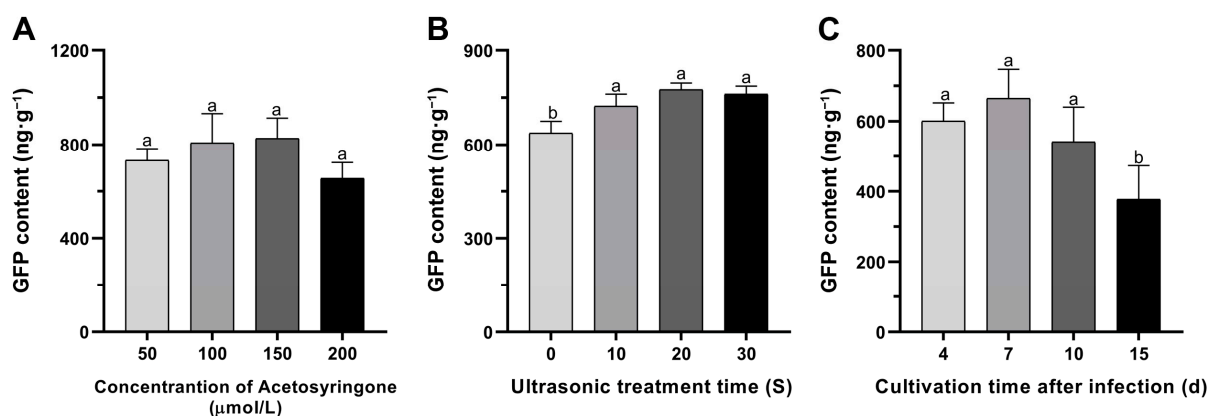 A
GFP content (ng·g⁻¹)
1200
800
400
0
a
a
a
a
50 100 150 200
Concentrantion of Acetosyringone
(μmol/L)
B
GFP content (ng·g⁻¹)
900
600
300
0
b
a
a
a
0 10 20 30
Ultrasonic treatment time (S)
C
GFP content (ng·g⁻¹)
800
600
400
200
0
a
a
a
b
4 7 10 15
Cultivation time after infection (d)